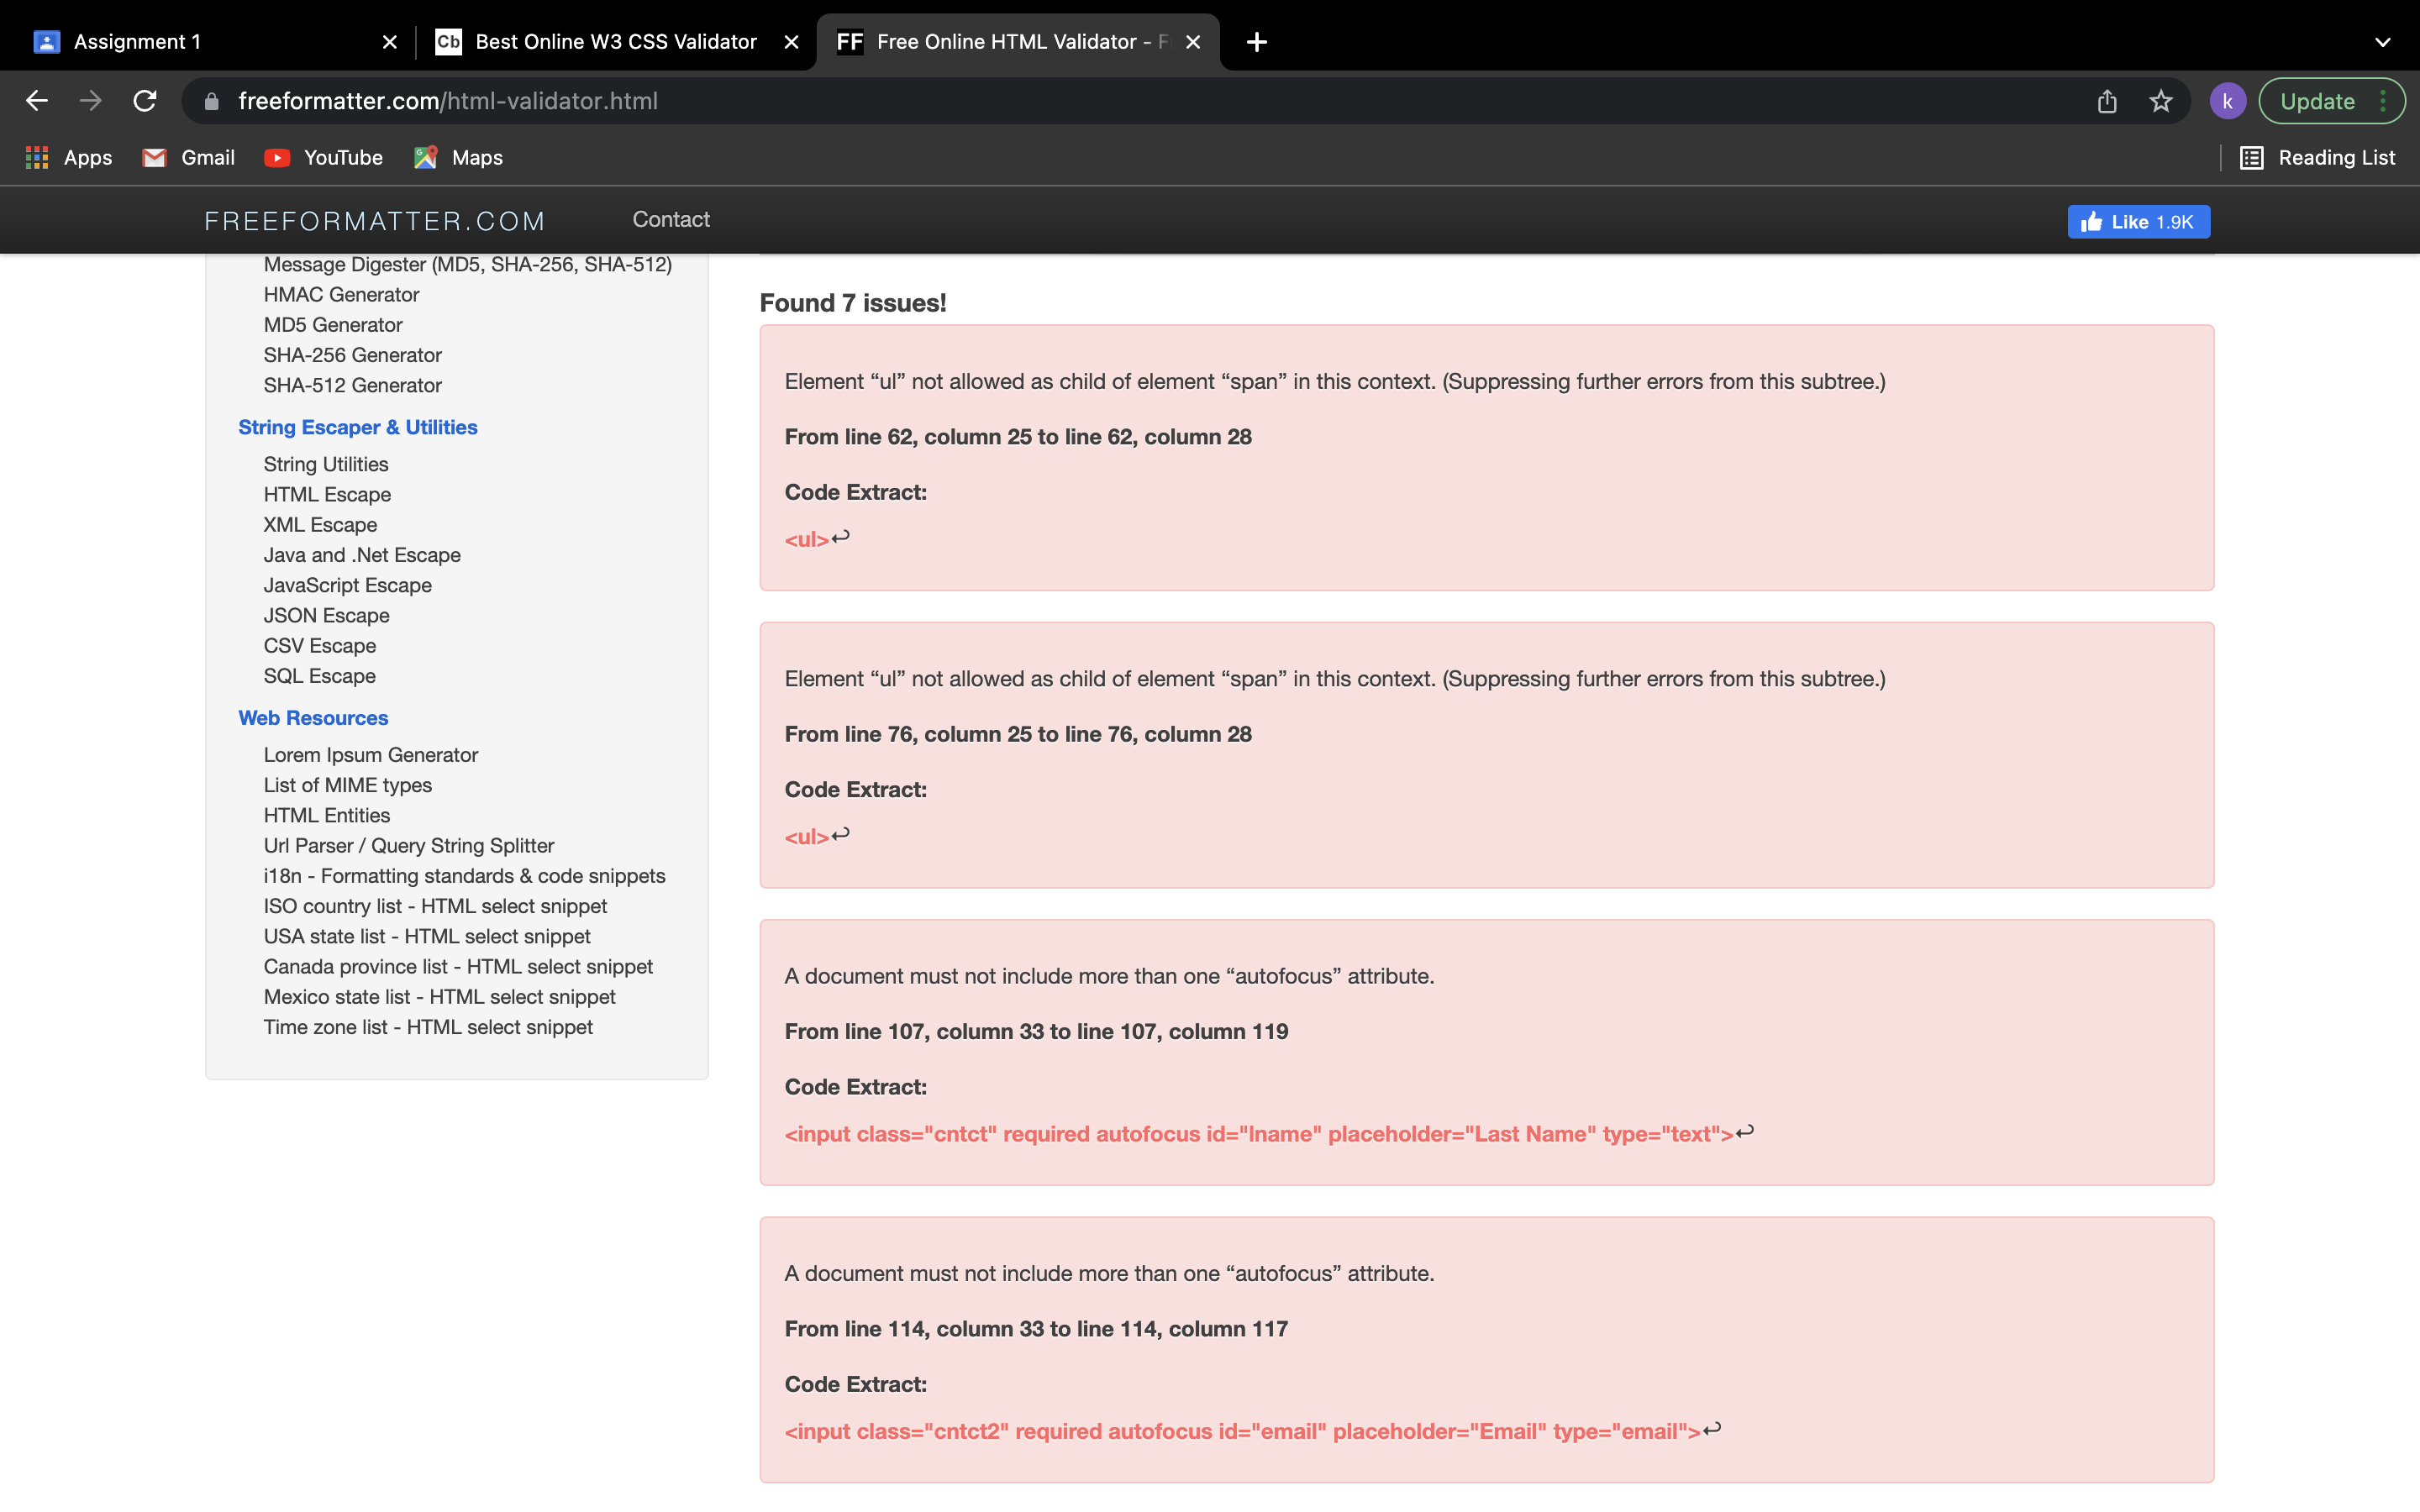 Assignment 1
Cb Best Online W3 CSS Validator
FF Free Online HTML Validator - F
freeformatter.com/html-validator.html
k
Update
Apps
Gmail
YouTube
Maps
Reading List
FREEFORMATTER.COM
Contact
Like 1.9K
Message Digester (MD5, SHA-256, SHA-512)
HMAC Generator
MD5 Generator
SHA-256 Generator
SHA-512 Generator
String Escaper & Utilities
String Utilities
HTML Escape
XML Escape
Java and .Net Escape
JavaScript Escape
JSON Escape
CSV Escape
SQL Escape
Web Resources
Lorem Ipsum Generator
List of MIME types
HTML Entities
Url Parser / Query String Splitter
i18n - Formatting standards & code snippets
ISO country list - HTML select snippet
USA state list - HTML select snippet
Canada province list - HTML select snippet
Mexico state list - HTML select snippet
Time zone list - HTML select snippet
Found 7 issues!
Element “ul” not allowed as child of element “span” in this context. (Suppressing further errors from this subtree.)
From line 62, column 25 to line 62, column 28
Code Extract:
<ul>↩
Element “ul” not allowed as child of element “span” in this context. (Suppressing further errors from this subtree.)
From line 76, column 25 to line 76, column 28
Code Extract:
<ul>↩
A document must not include more than one “autofocus” attribute.
From line 107, column 33 to line 107, column 119
Code Extract:
<input class="cntct" required autofocus id="lname" placeholder="Last Name" type="text">↩
A document must not include more than one “autofocus” attribute.
From line 114, column 33 to line 114, column 117
Code Extract:
<input class="cntct2" required autofocus id="email" placeholder="Email" type="email">↩